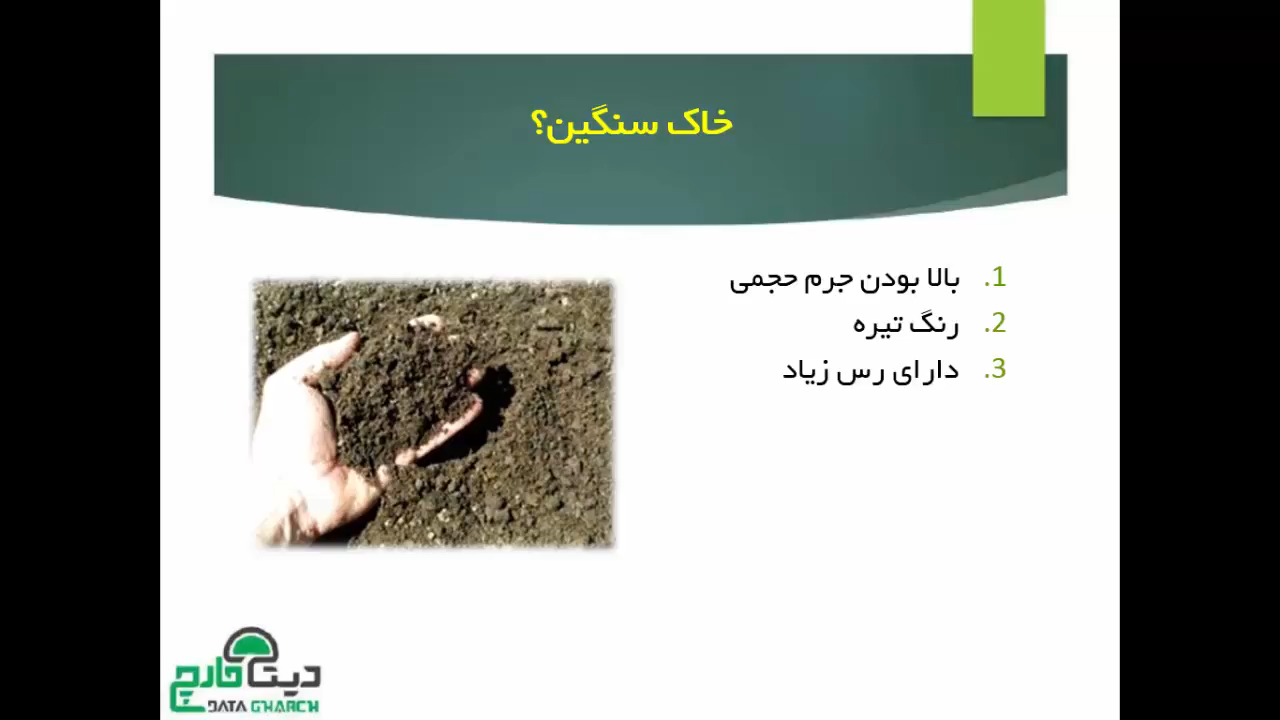 خاک سنگین؟
1. بالا بودن جرم حجمی
2. رنگ تیره
3. دارای رس زیاد
دیتا قارچ
DATA GHARCH